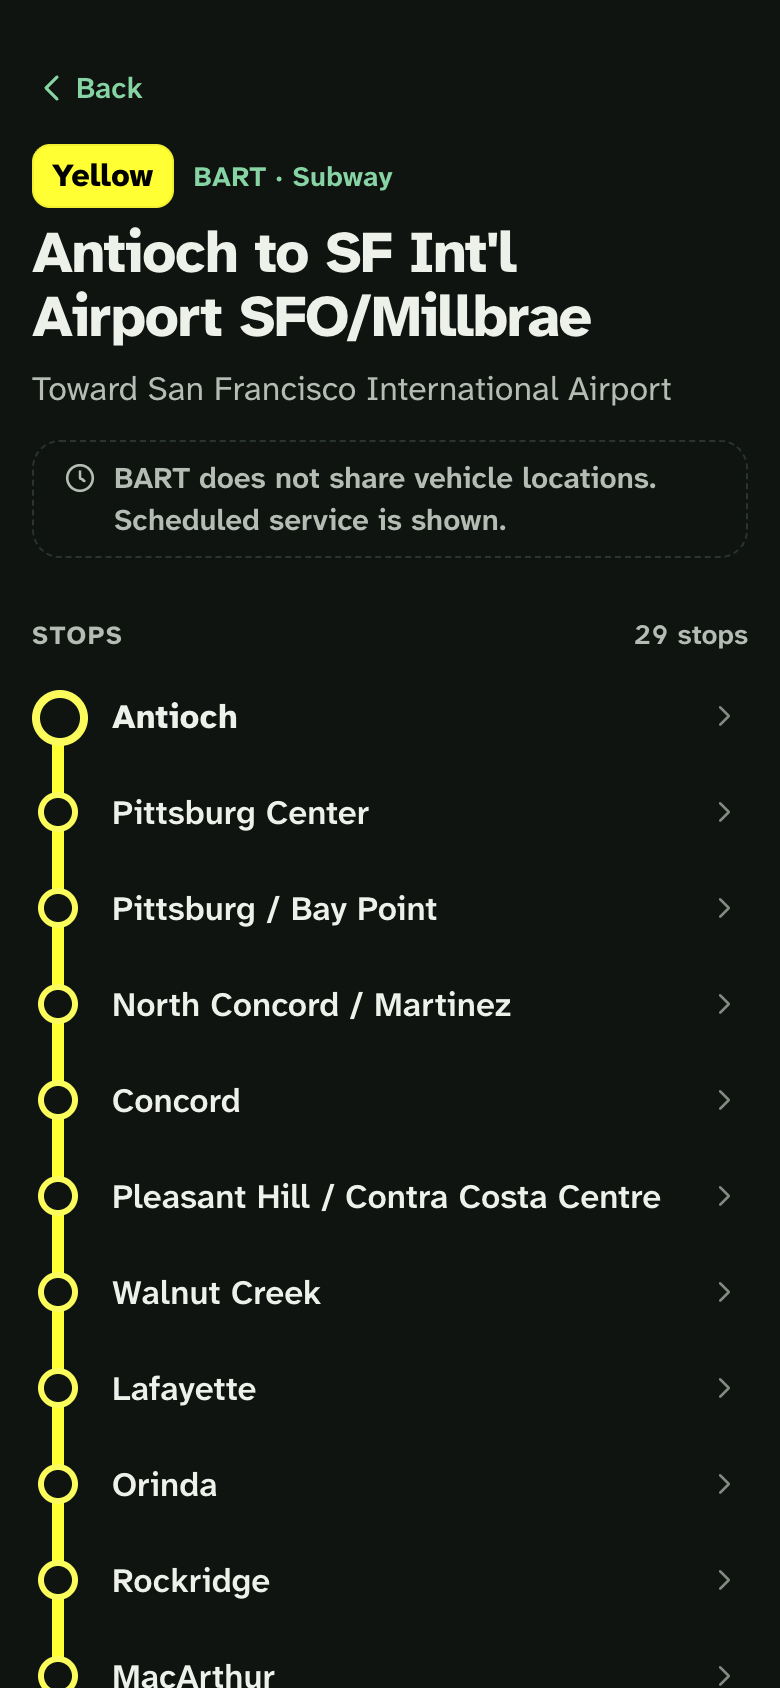 Back
Yellow BART · Subway
Antioch to SF Int'l
Airport SFO/Millbrae
Toward San Francisco International Airport
BART does not share vehicle locations.
Scheduled service is shown.
STOPS 29 stops
Antioch
Pittsburg Center
Pittsburg / Bay Point
North Concord / Martinez
Concord
Pleasant Hill / Contra Costa Centre
Walnut Creek
Lafayette
Orinda
Rockridge
MacArthur